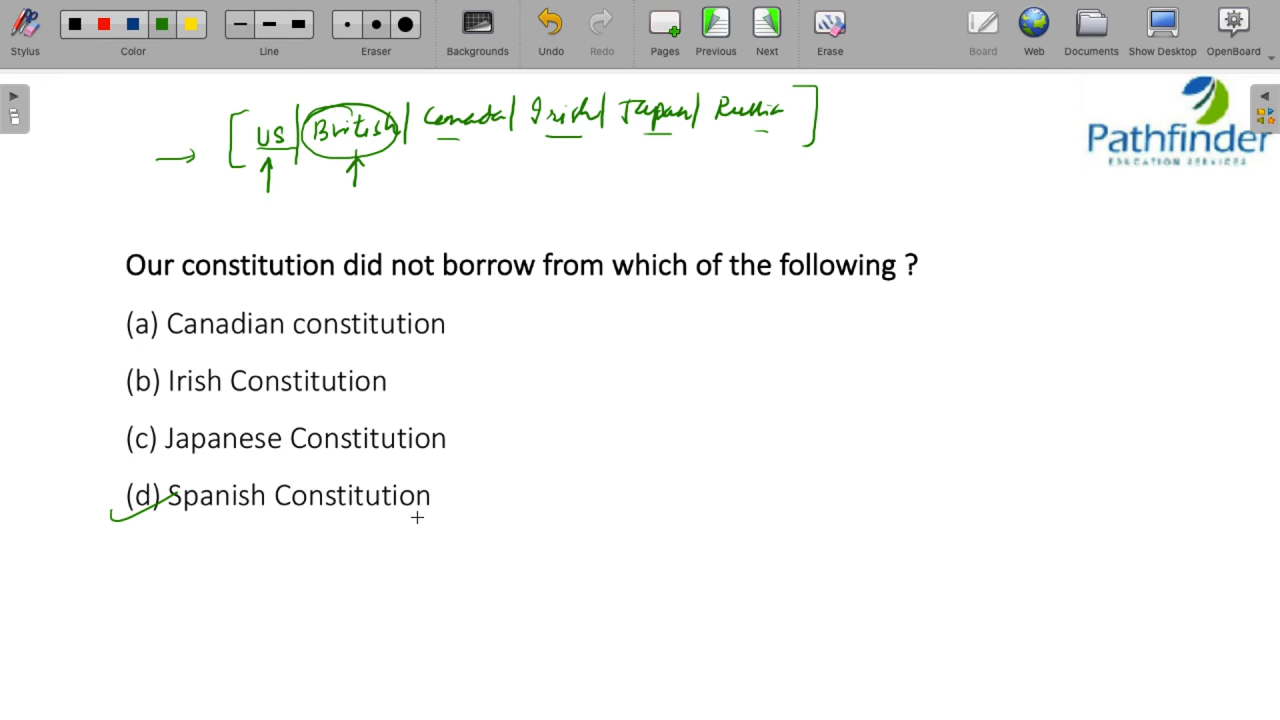 Stylus Color Line Eraser Backgrounds Undo Redo Pages Previous Next Erase Board Web Documents Show Desktop OpenBoard
[US | British | Canada | Irish | Japan | Russia]
Pathfinder
EDUCATION SERVICES
Our constitution did not borrow from which of the following ?
(a) Canadian constitution
(b) Irish Constitution
(c) Japanese Constitution
(d) Spanish Constitution